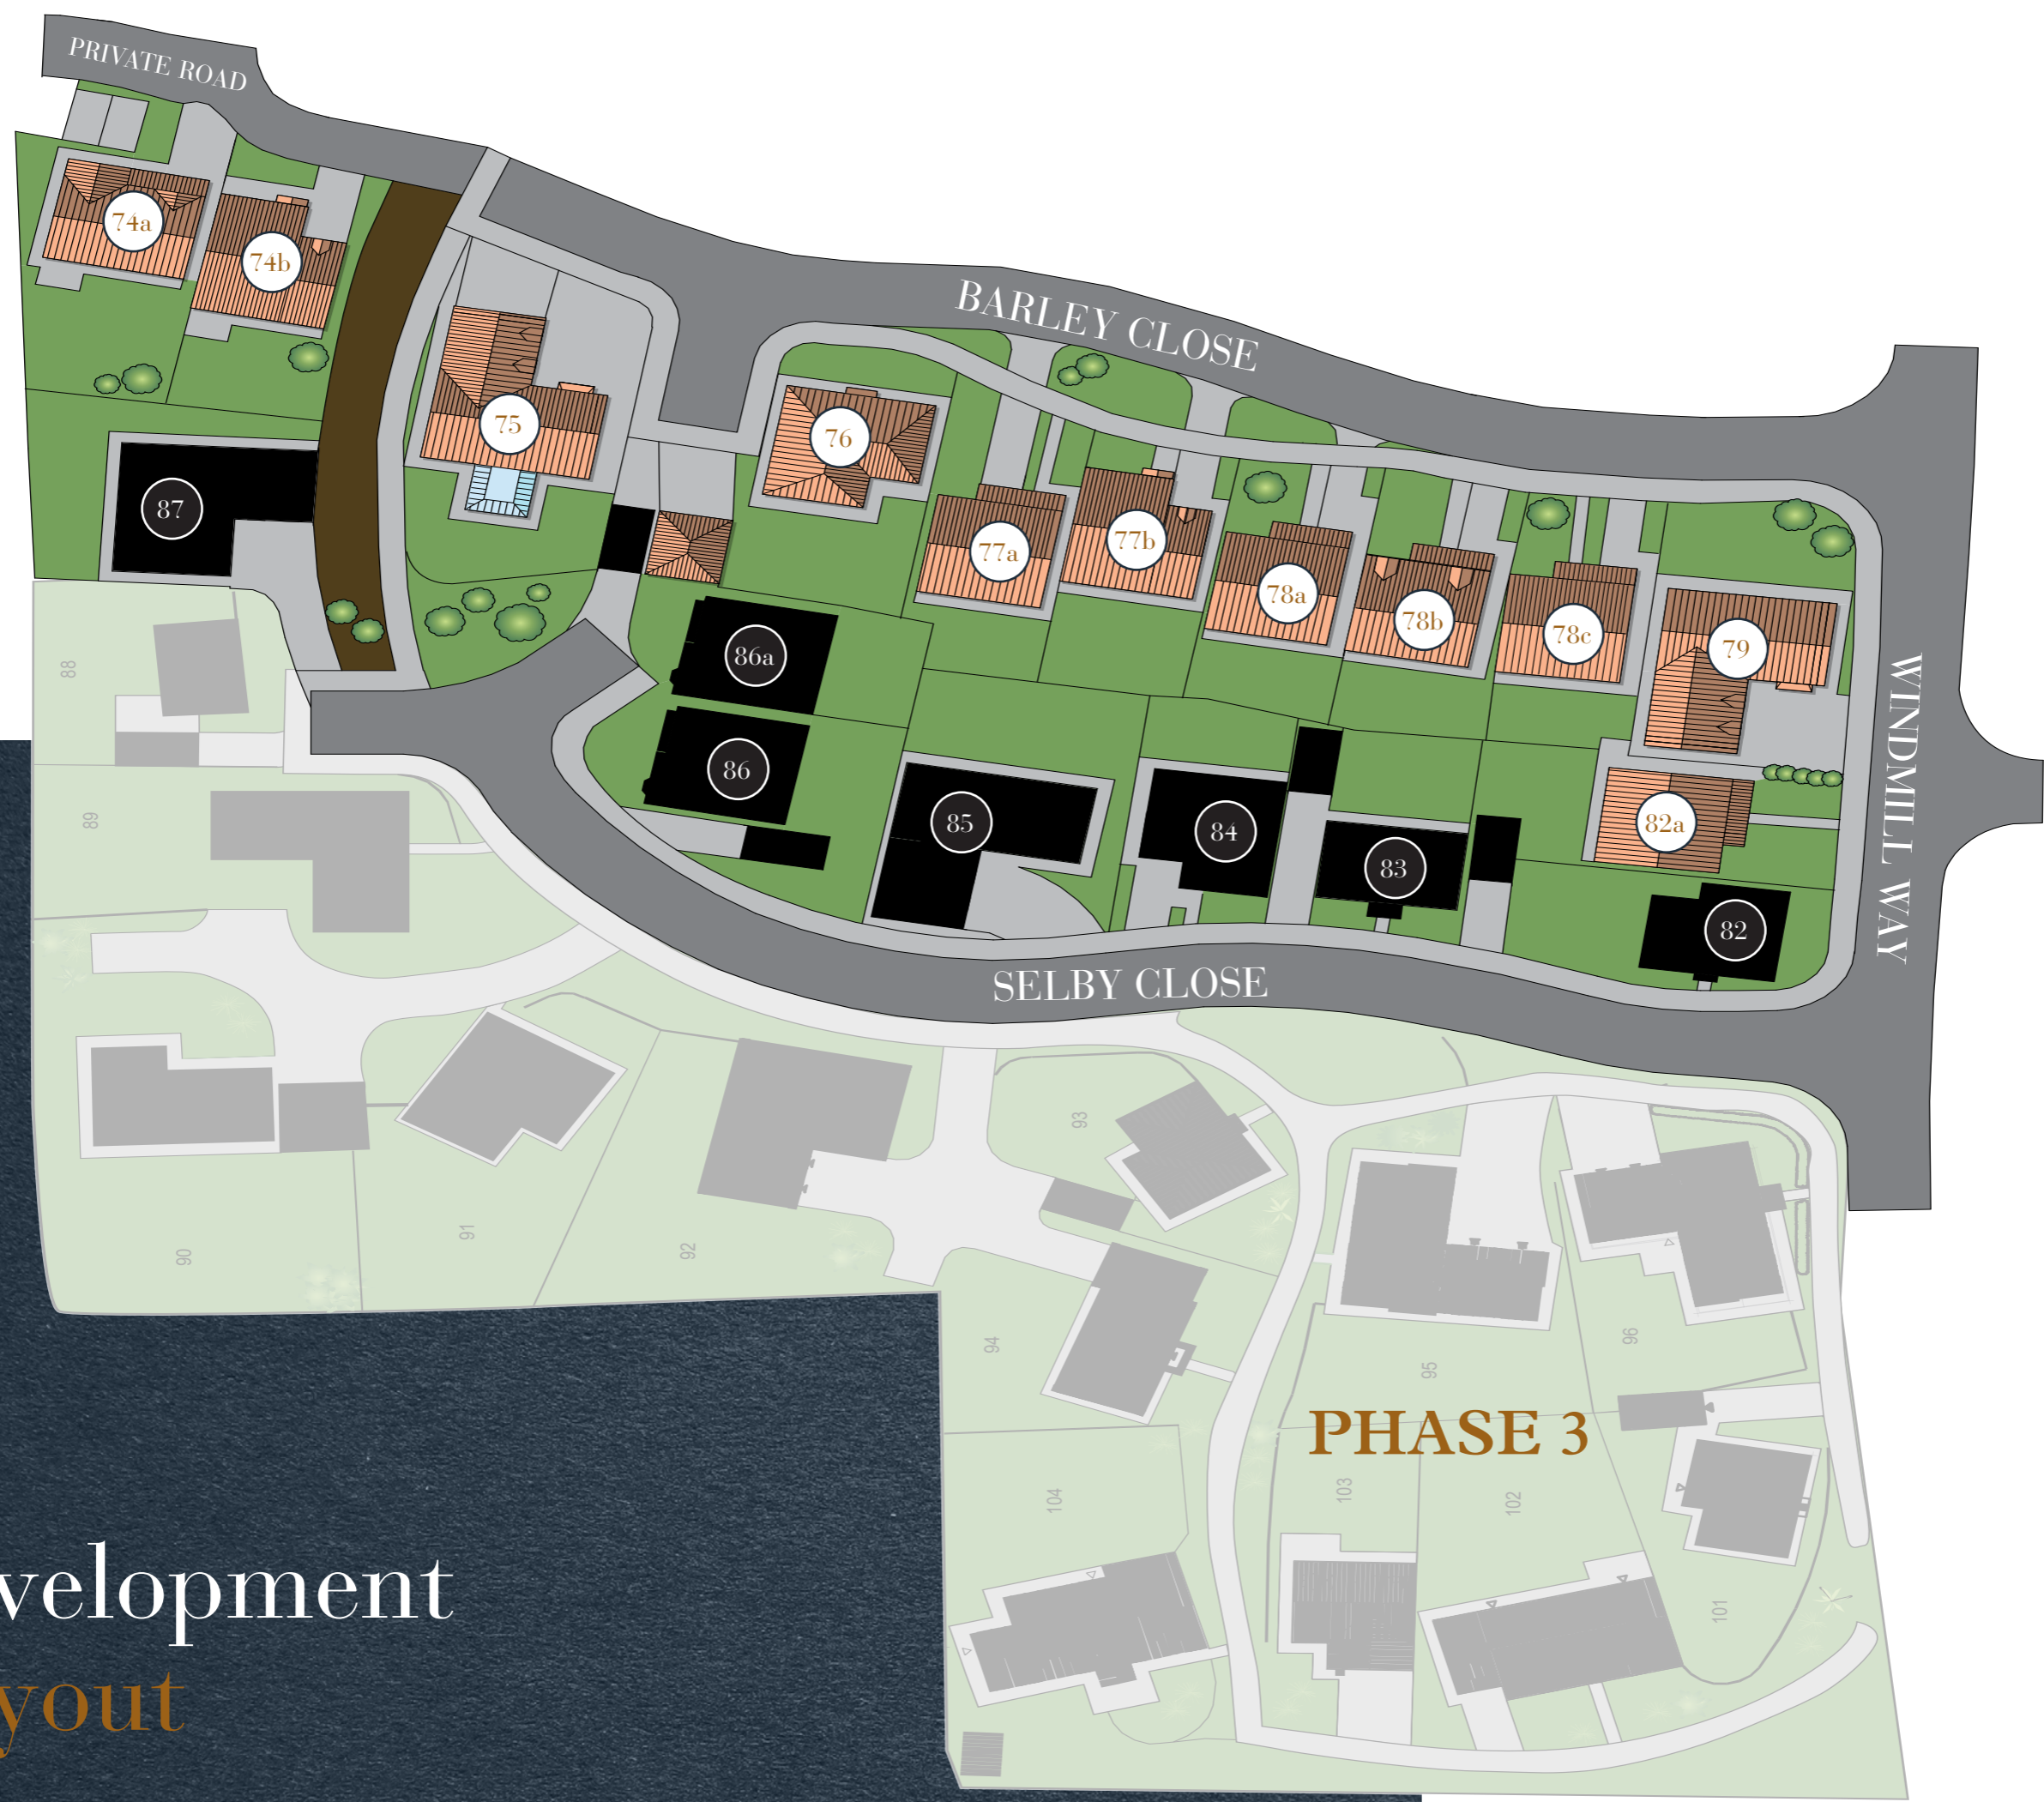 PRIVATE ROAD
74a
74b
BARLEY CLOSE
75
76
87
77a
77b
78a
78b
78c
79
86a
86
85
84
83
82a
82
WINDMILL WAY
SELBY CLOSE
88
89
90
91
92
93
94
95
96
PHASE 3
104
103
102
101
velopment
yout